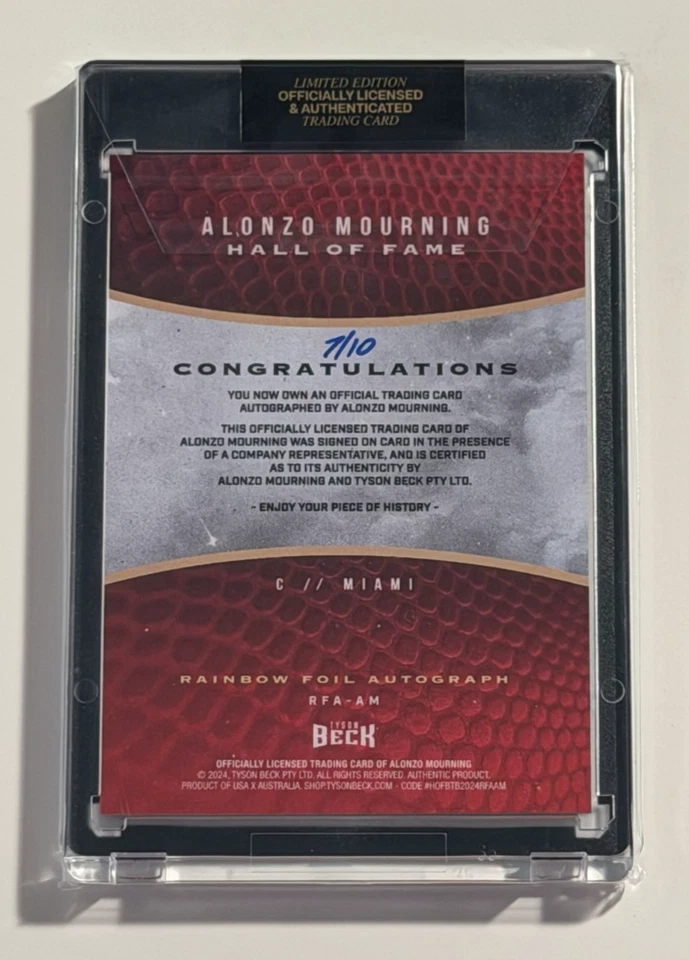 LIMITED EDITION
OFFICIALLY LICENSED
& AUTHENTICATED
TRADING CARD
ALONZO MOURNING
HALL OF FAME
7/10
CONGRATULATIONS
YOU NOW OWN AN OFFICIAL TRADING CARD
AUTOGRAPHED BY ALONZO MOURNING.
THIS OFFICIALLY LICENSED TRADING CARD OF
ALONZO MOURNING WAS SIGNED ON CARD IN THE PRESENCE
OF A COMPANY REPRESENTATIVE, AND IS CERTIFIED
AS TO ITS AUTHENTICITY BY
ALONZO MOURNING AND TYSON BECK PTY LTD.
- ENJOY YOUR PIECE OF HISTORY -
C // MIAMI
RAINBOW FOIL AUTOGRAPH
RFA-AM
TYSON
BECK
OFFICIALLY LICENSED TRADING CARD OF ALONZO MOURNING
© 2024, TYSON BECK PTY LTD. ALL RIGHTS RESERVED. AUTHENTIC PRODUCT.
PRODUCT OF USA X AUSTRALIA. SHOP.TYSONBECK.COM - CODE #HOFBTB2024RFAAM